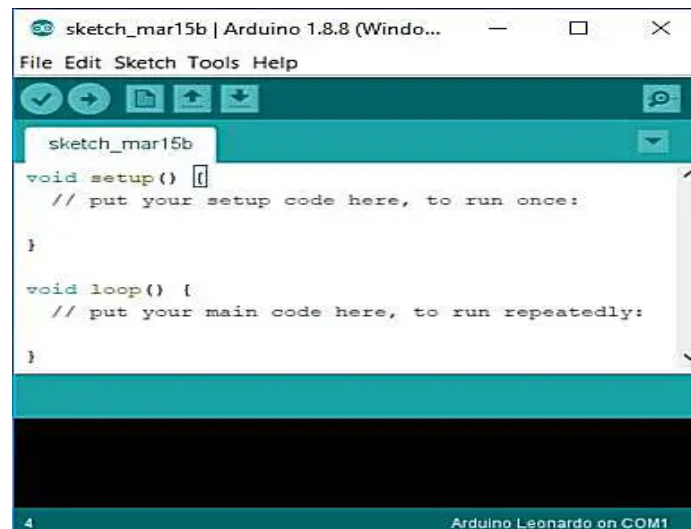 sketch_mar15b | Arduino 1.8.8 (Windo...
File Edit Sketch Tools Help
sketch_mar15b
void setup() {
  // put your setup code here, to run once:
}
void loop() {
  // put your main code here, to run repeatedly:
}
4
Arduino Leonardo on COM1